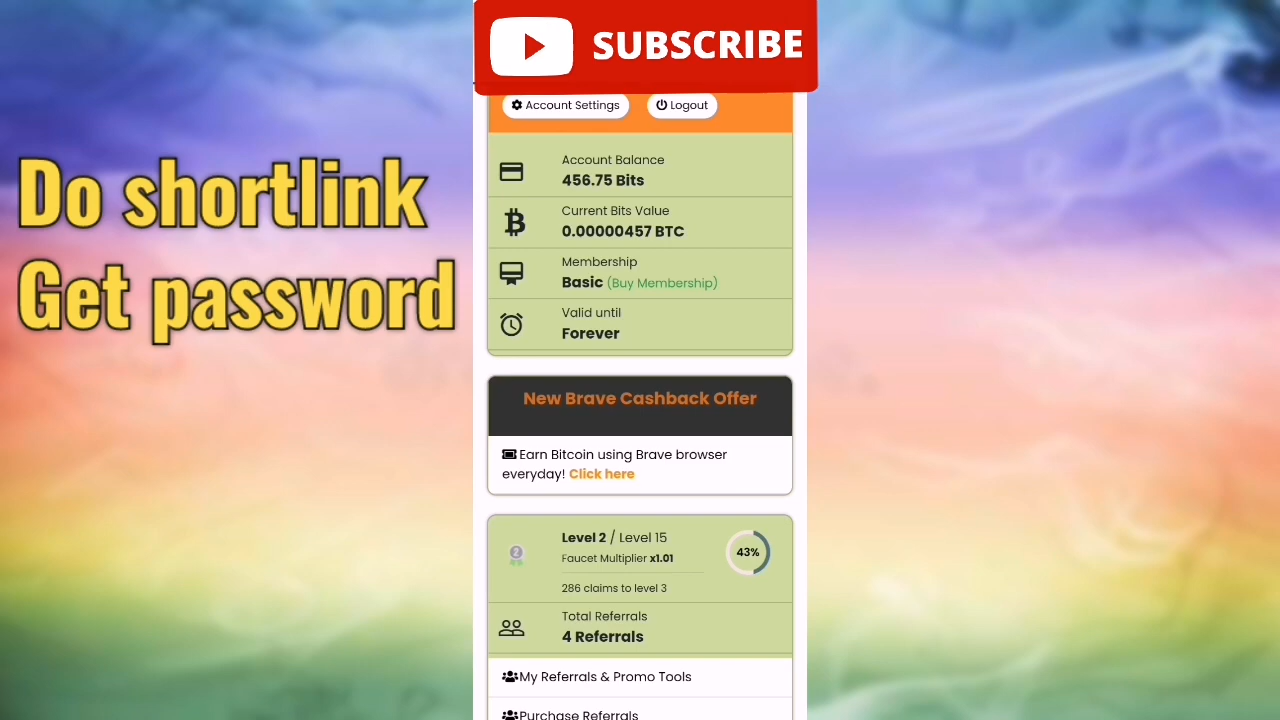 SUBSCRIBE
Account Settings Logout
Do shortlink
Get password
Account Balance
456.75 Bits
Current Bits Value
0.00000457 BTC
Membership
Basic (Buy Membership)
Valid until
Forever
New Brave Cashback Offer
Earn Bitcoin using Brave browser
everyday! Click here
Level 2 / Level 15
Faucet Multiplier x1.01
43%
2
286 claims to level 3
Total Referrals
4 Referrals
My Referrals & Promo Tools
Purchase Referrals